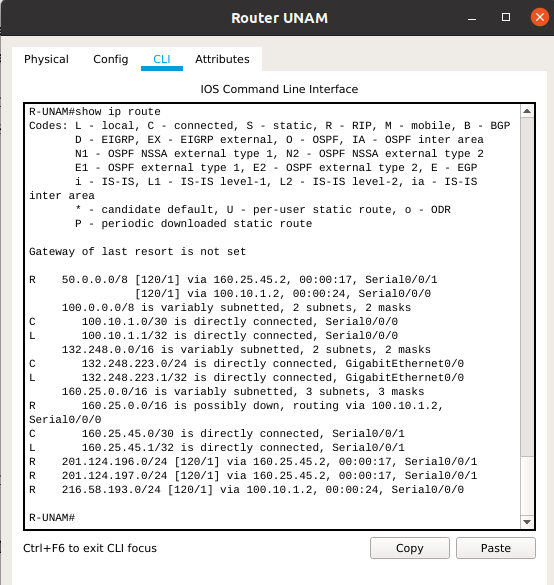 Router UNAM
Physical Config CLI Attributes
IOS Command Line Interface
R-UNAM#show ip route
Codes: L - local, C - connected, S - static, R - RIP, M - mobile, B - BGP
D - EIGRP, EX - EIGRP external, O - OSPF, IA - OSPF inter area
N1 - OSPF NSSA external type 1, N2 - OSPF NSSA external type 2
E1 - OSPF external type 1, E2 - OSPF external type 2, E - EGP
i - IS-IS, L1 - IS-IS level-1, L2 - IS-IS level-2, ia - IS-IS
inter area
* - candidate default, U - per-user static route, o - ODR
P - periodic downloaded static route
Gateway of last resort is not set
R 50.0.0.0/8 [120/1] via 160.25.45.2, 00:00:17, Serial0/0/1
[120/1] via 100.10.1.2, 00:00:24, Serial0/0/0
100.0.0.0/8 is variably subnetted, 2 subnets, 2 masks
C 100.10.1.0/30 is directly connected, Serial0/0/0
L 100.10.1.1/32 is directly connected, Serial0/0/0
132.248.0.0/16 is variably subnetted, 2 subnets, 2 masks
C 132.248.223.0/24 is directly connected, GigabitEthernet0/0
L 132.248.223.1/32 is directly connected, GigabitEthernet0/0
160.25.0.0/16 is variably subnetted, 3 subnets, 3 masks
R 160.25.0.0/16 is possibly down, routing via 100.10.1.2,
Serial0/0/0
C 160.25.45.0/30 is directly connected, Serial0/0/1
L 160.25.45.1/32 is directly connected, Serial0/0/1
R 201.124.196.0/24 [120/1] via 160.25.45.2, 00:00:17, Serial0/0/1
R 201.124.197.0/24 [120/1] via 160.25.45.2, 00:00:17, Serial0/0/1
R 216.58.193.0/24 [120/1] via 100.10.1.2, 00:00:24, Serial0/0/0
R-UNAM#
Ctrl+F6 to exit CLI focus
Copy Paste